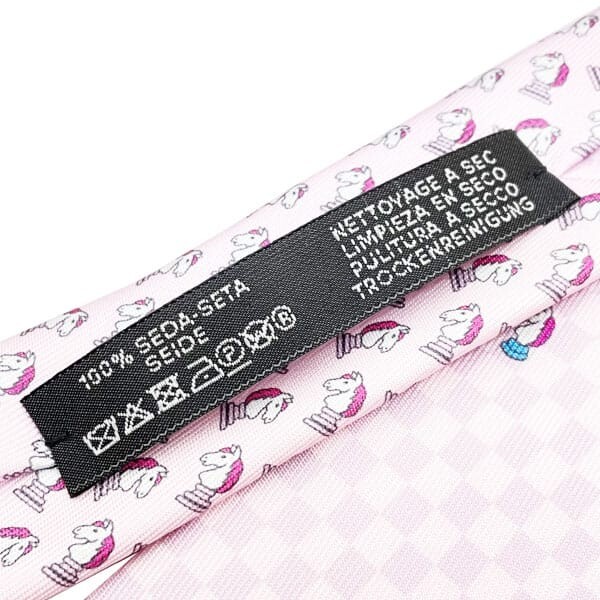 100% SEDA-SETA
SEIDE
P ®
NETTOYAGE A SEC
LIMPIEZA EN SECO
PULITURA A SECCO
TROCKENREINIGUNG